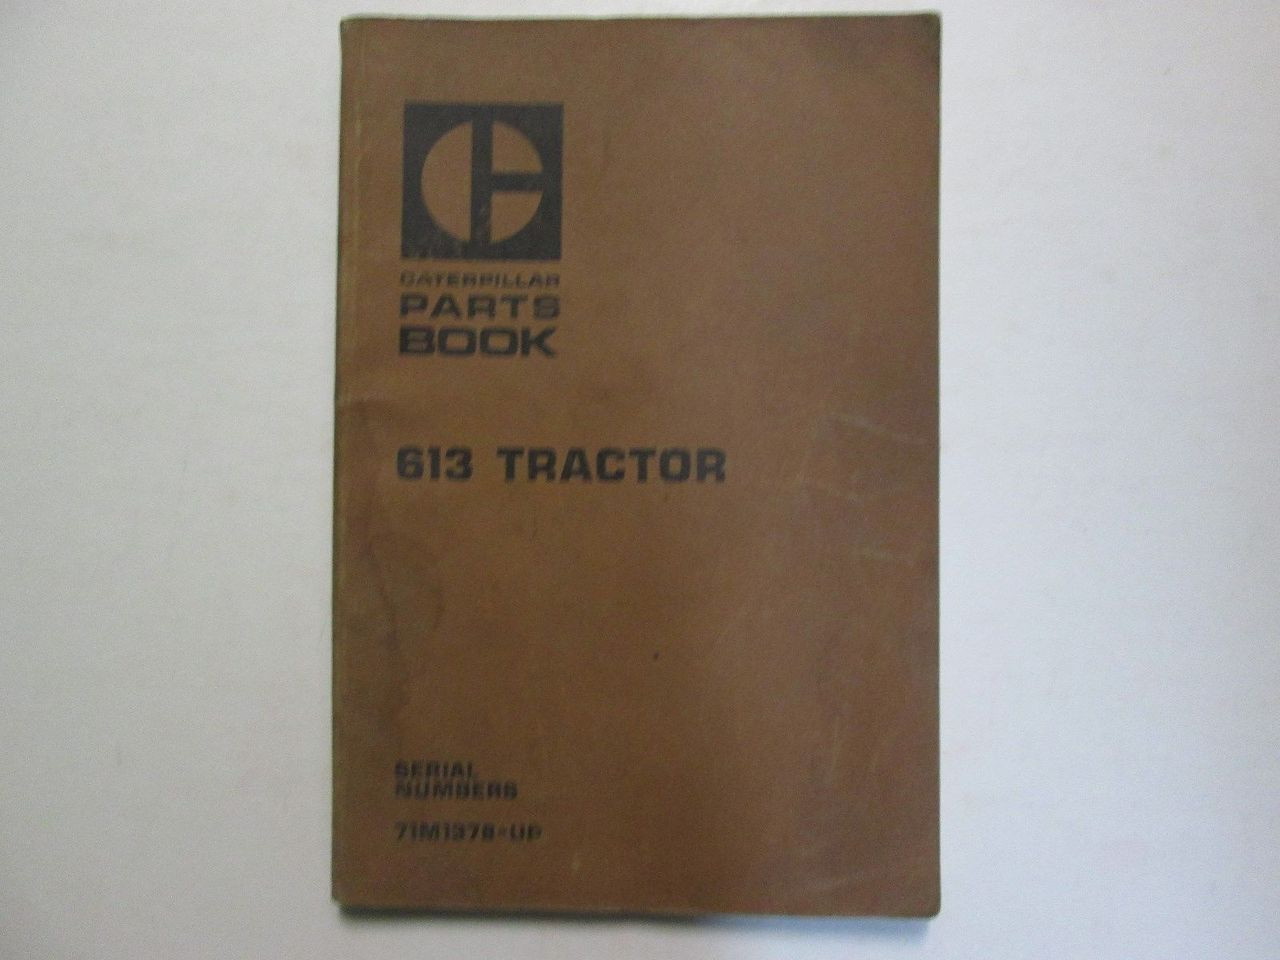 CATERPILLAR
PARTS
BOOK
613 TRACTOR
SERIAL
NUMBERS
71M1378-UP